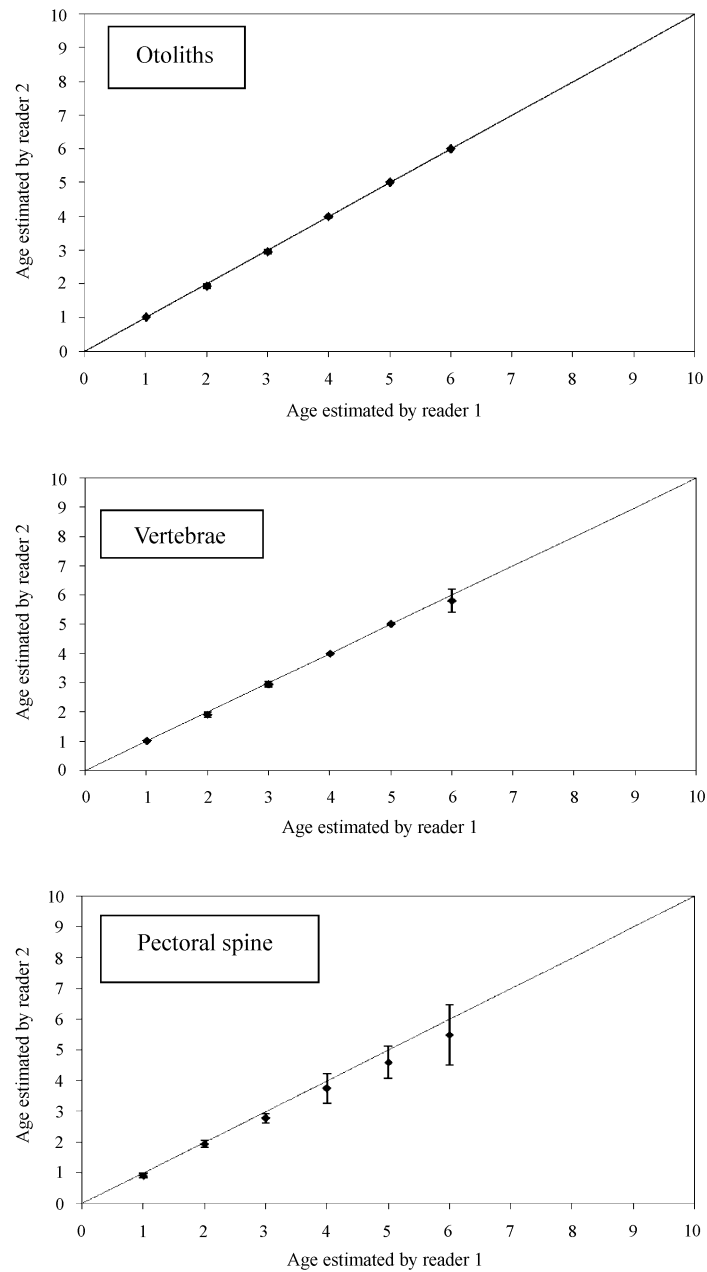 10
Otoliths
9
8
7
6
5
4
3
2
1
0
Age estimated by reader 2
0 1 2 3 4 5 6 7 8 9 10
Age estimated by reader 1
10
9
Vertebrae
8
7
6
5
4
3
2
1
0
Age estimated by reader 2
0 1 2 3 4 5 6 7 8 9 10
Age estimated by reader 1
10
9
Pectoral spine
8
7
6
5
4
3
2
1
0
Age estimated by reader 2
0 1 2 3 4 5 6 7 8 9 10
Age estimated by reader 1